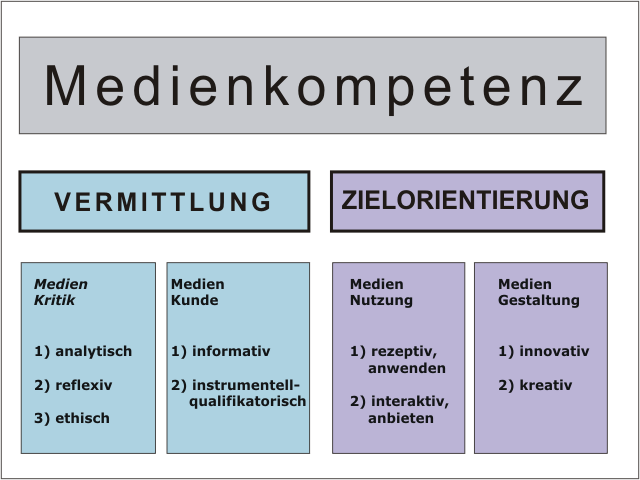 Medienkompetenz
VERMITTLUNG
ZIELORIENTIERUNG
Medien
Kritik
1) analytisch
2) reflexiv
3) ethisch
Medien
Kunde
1) informativ
2) instrumentell-
qualifikatorisch
Medien
Nutzung
1) rezeptiv,
anwenden
2) interaktiv,
anbieten
Medien
Gestaltung
1) innovativ
2) kreativ